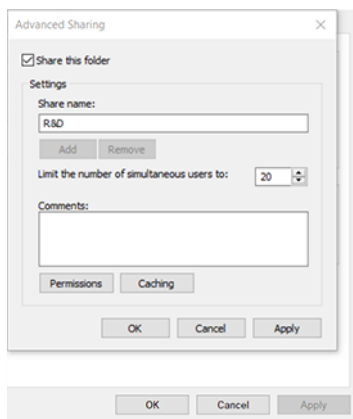 Advanced Sharing
Share this folder
Settings
Share name:
R&D
Add Remove
Limit the number of simultaneous users to: 20
Comments:
Permissions Caching
OK Cancel Apply
OK Cancel Apply